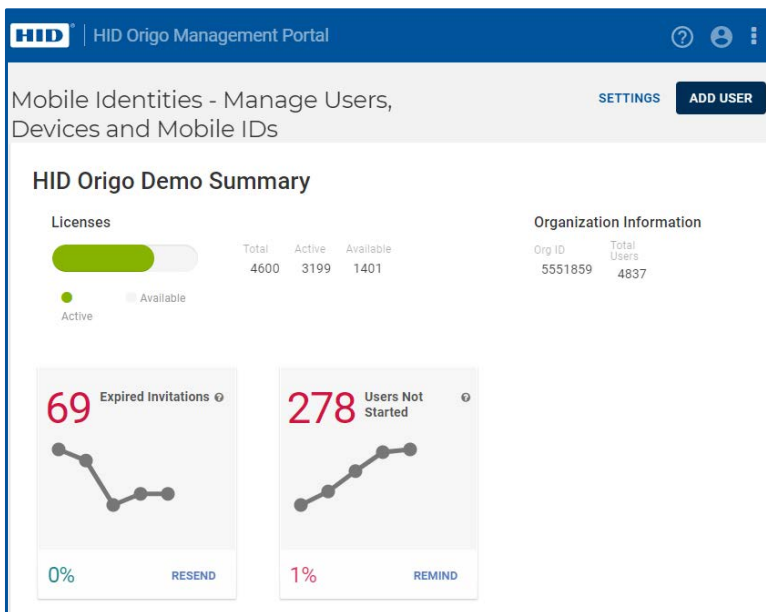 HID | HID Origo Management Portal
Mobile Identities - Manage Users,
Devices and Mobile IDs
SETTINGS
ADD USER
HID Origo Demo Summary
Licenses
Total Active Available
4600 3199 1401
Active
Available
Organization Information
Org ID Total Users
5551859 4837
69 Expired Invitations
0% RESEND
278 Users Not
Started
1% REMIND